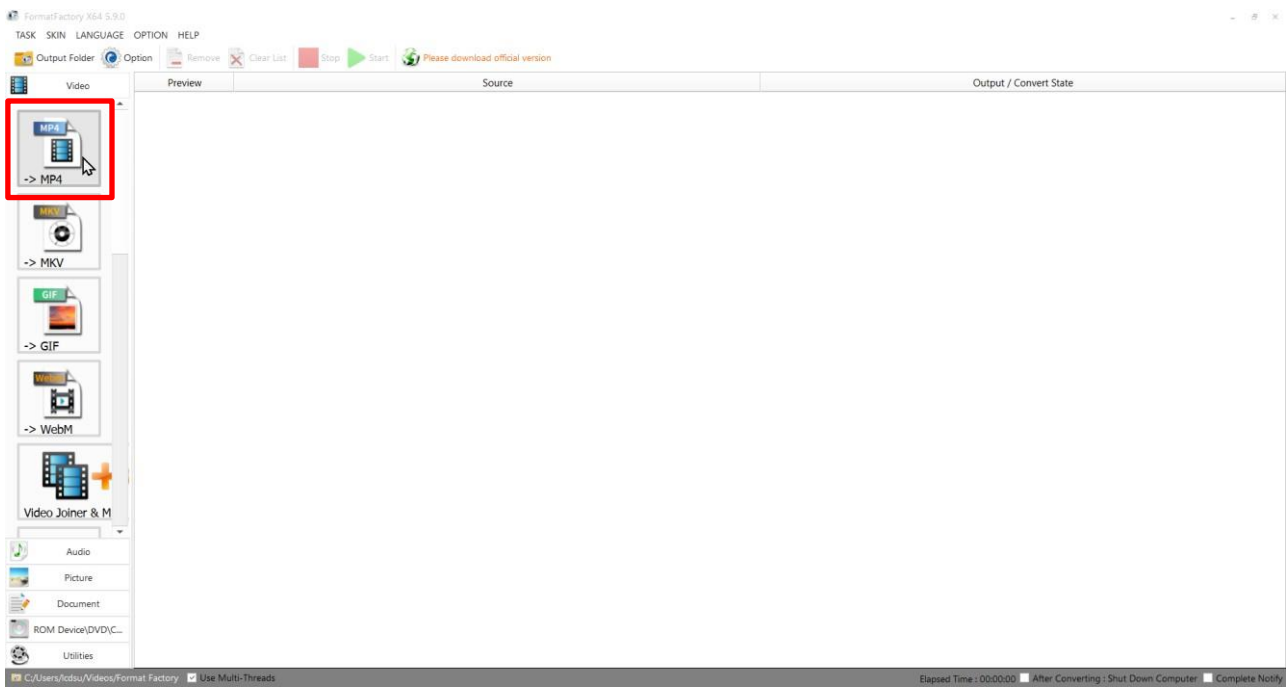 FormatFactory X64 5.9.0
TASK SKIN LANGUAGE OPTION HELP
Output Folder Option Remove Clear List Stop Start Please download official version
Video Preview Source Output / Convert State
MP4
-> MP4
MKV
-> MKV
GIF
-> GIF
WebM
-> WebM
Video Joiner & M
Audio
Picture
Document
ROM Device\DVD\C...
Utilities
C:/Users/lcdsu/Videos/Format Factory Use Multi-Threads Elapsed Time : 00:00:00 After Converting : Shut Down Computer Complete Notify